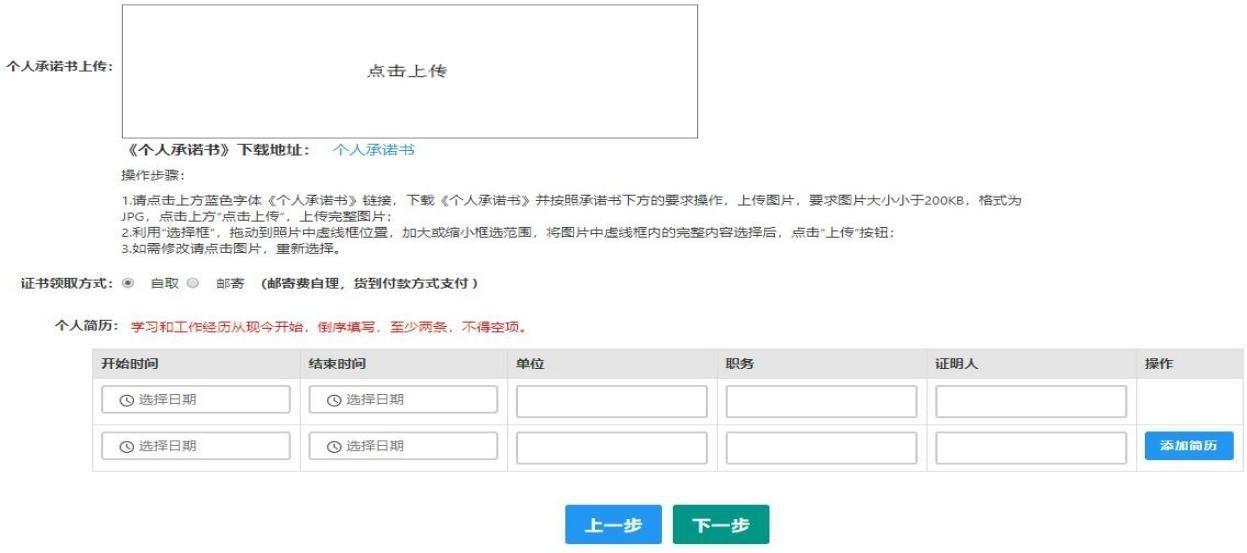 点击上传
个人承诺书上传：
《个人承诺书》下载地址： 个人承诺书
操作步骤：
1.请点击上方蓝色字体《个人承诺书》链接，下载《个人承诺书》并按照承诺书下方的要求操作，上传图片，要求图片大小小于200KB，格式为
JPG，点击上方“点击上传”，上传完整图片；
2.利用“选择框”，拖动到照片中虚线框位置，加大或缩小框选范围，将图片中虚线框内的完整内容选择后，点击“上传”按钮；
3.如需修改请点击图片，重新选择。
证书领取方式： 自取 邮寄 （邮寄费自理，货到付款方式支付）
个人简历： 学习和工作经历从现今开始，倒序填写，至少两条，不得空项。
开始时间 结束时间 单位 职务 证明人 操作
选择日期 选择日期
选择日期 选择日期 添加简历
上一步 下一步